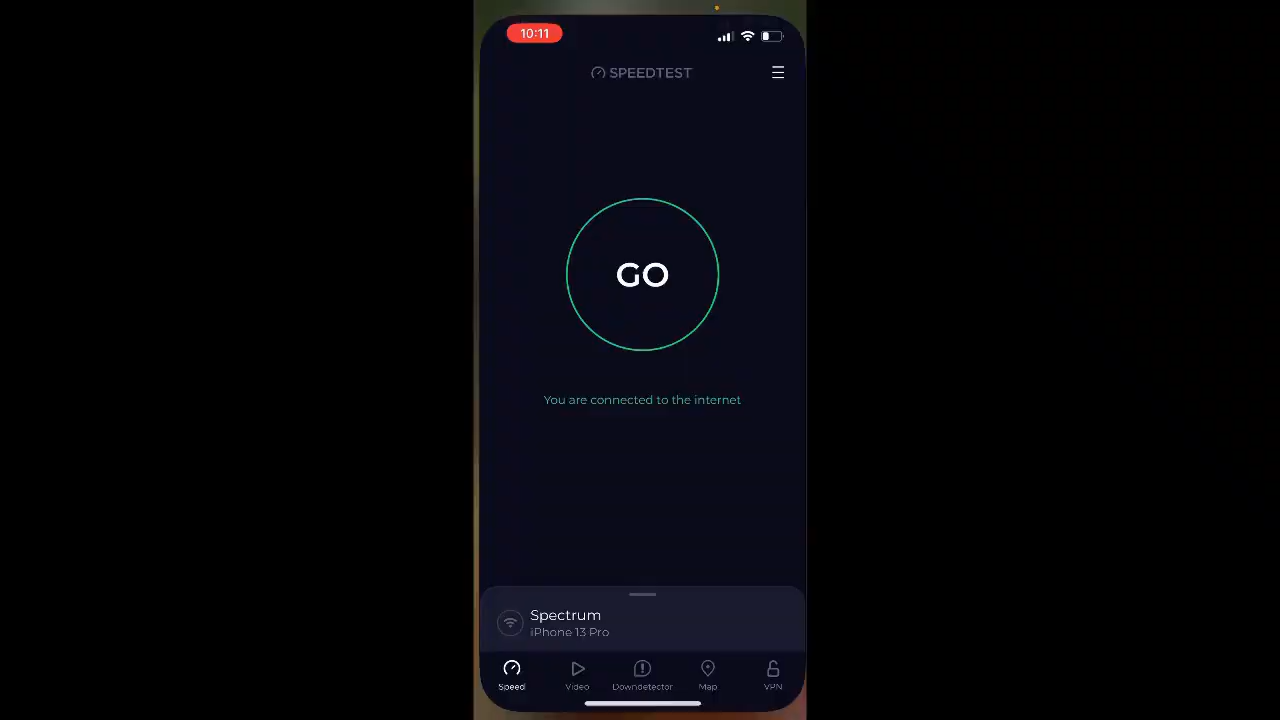 10:11
SPEEDTEST
GO
You are connected to the internet
Spectrum
iPhone 13 Pro
Speed
Video
Downdetector
Map
VPN